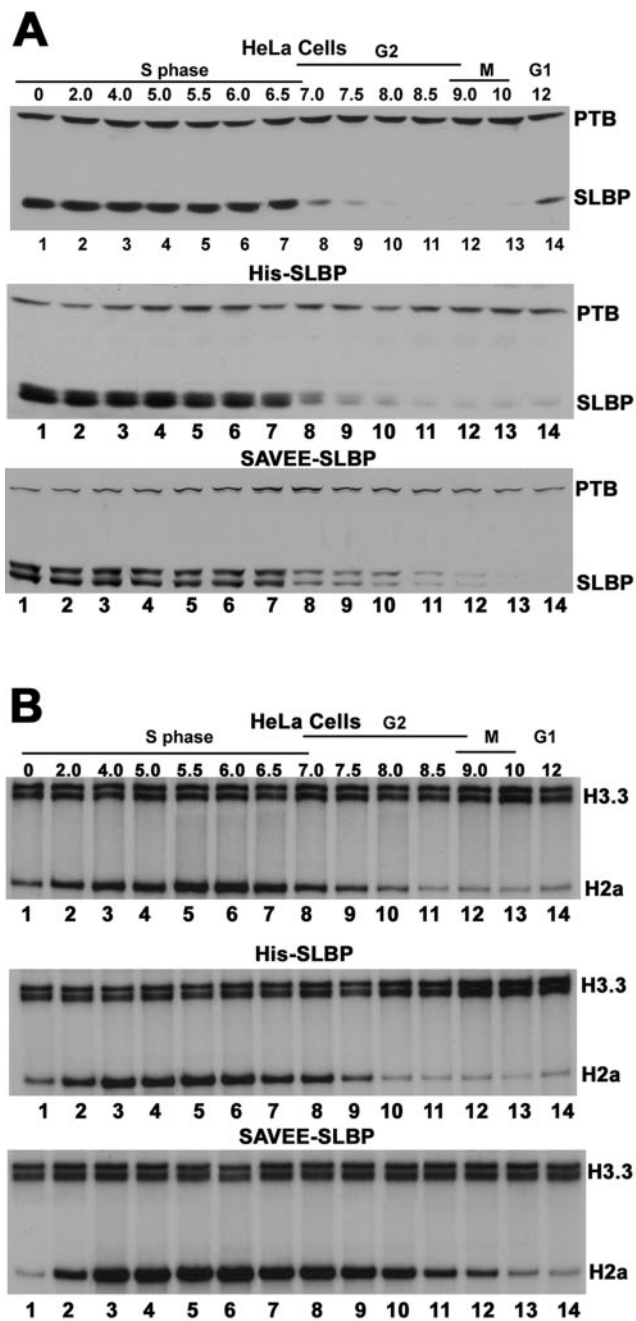 A
HeLa Cells
S phase G2 M G1
0 2.0 4.0 5.0 5.5 6.0 6.5 7.0 7.5 8.0 8.5 9.0 10 12
PTB
SLBP
1 2 3 4 5 6 7 8 9 10 11 12 13 14
His-SLBP
PTB
SLBP
1 2 3 4 5 6 7 8 9 10 11 12 13 14
SAVEE-SLBP
PTB
SLBP
1 2 3 4 5 6 7 8 9 10 11 12 13 14
B
HeLa Cells
S phase G2 M G1
0 2.0 4.0 5.0 5.5 6.0 6.5 7.0 7.5 8.0 8.5 9.0 10 12
H3.3
H2a
1 2 3 4 5 6 7 8 9 10 11 12 13 14
His-SLBP
H3.3
H2a
1 2 3 4 5 6 7 8 9 10 11 12 13 14
SAVEE-SLBP
H3.3
H2a
1 2 3 4 5 6 7 8 9 10 11 12 13 14